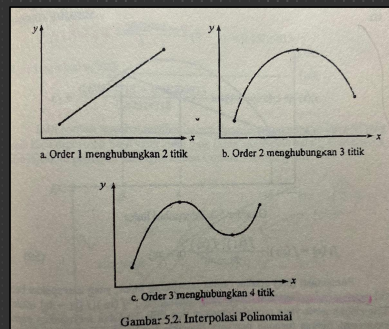 y
x
a. Order 1 menghubungkan 2 titik
y
x
b. Order 2 menghubungkan 3 titik
y
x
c. Order 3 menghubungkan 4 titik
Gambar 5.2. Interpolasi Polinomial